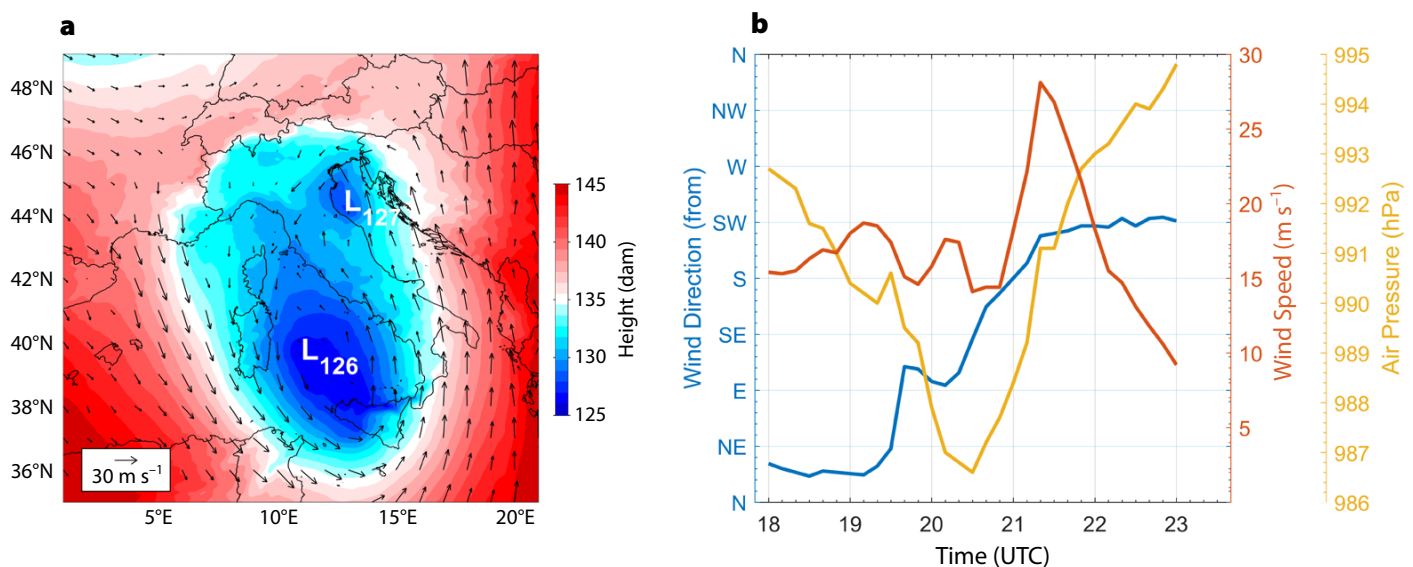 a
48°N
46°N
44°N
42°N
40°N
38°N
36°N
5°E
10°E
15°E
20°E
L127
L126
30 m s⁻¹
145
140
135
130
125
Height (dam)
b
Wind Direction (from)
N
NW
W
SW
S
SE
E
NE
N
18
19
20
21
22
23
Time (UTC)
30
25
20
15
10
5
Wind Speed (m s⁻¹)
995
994
993
992
991
990
989
988
987
986
Air Pressure (hPa)